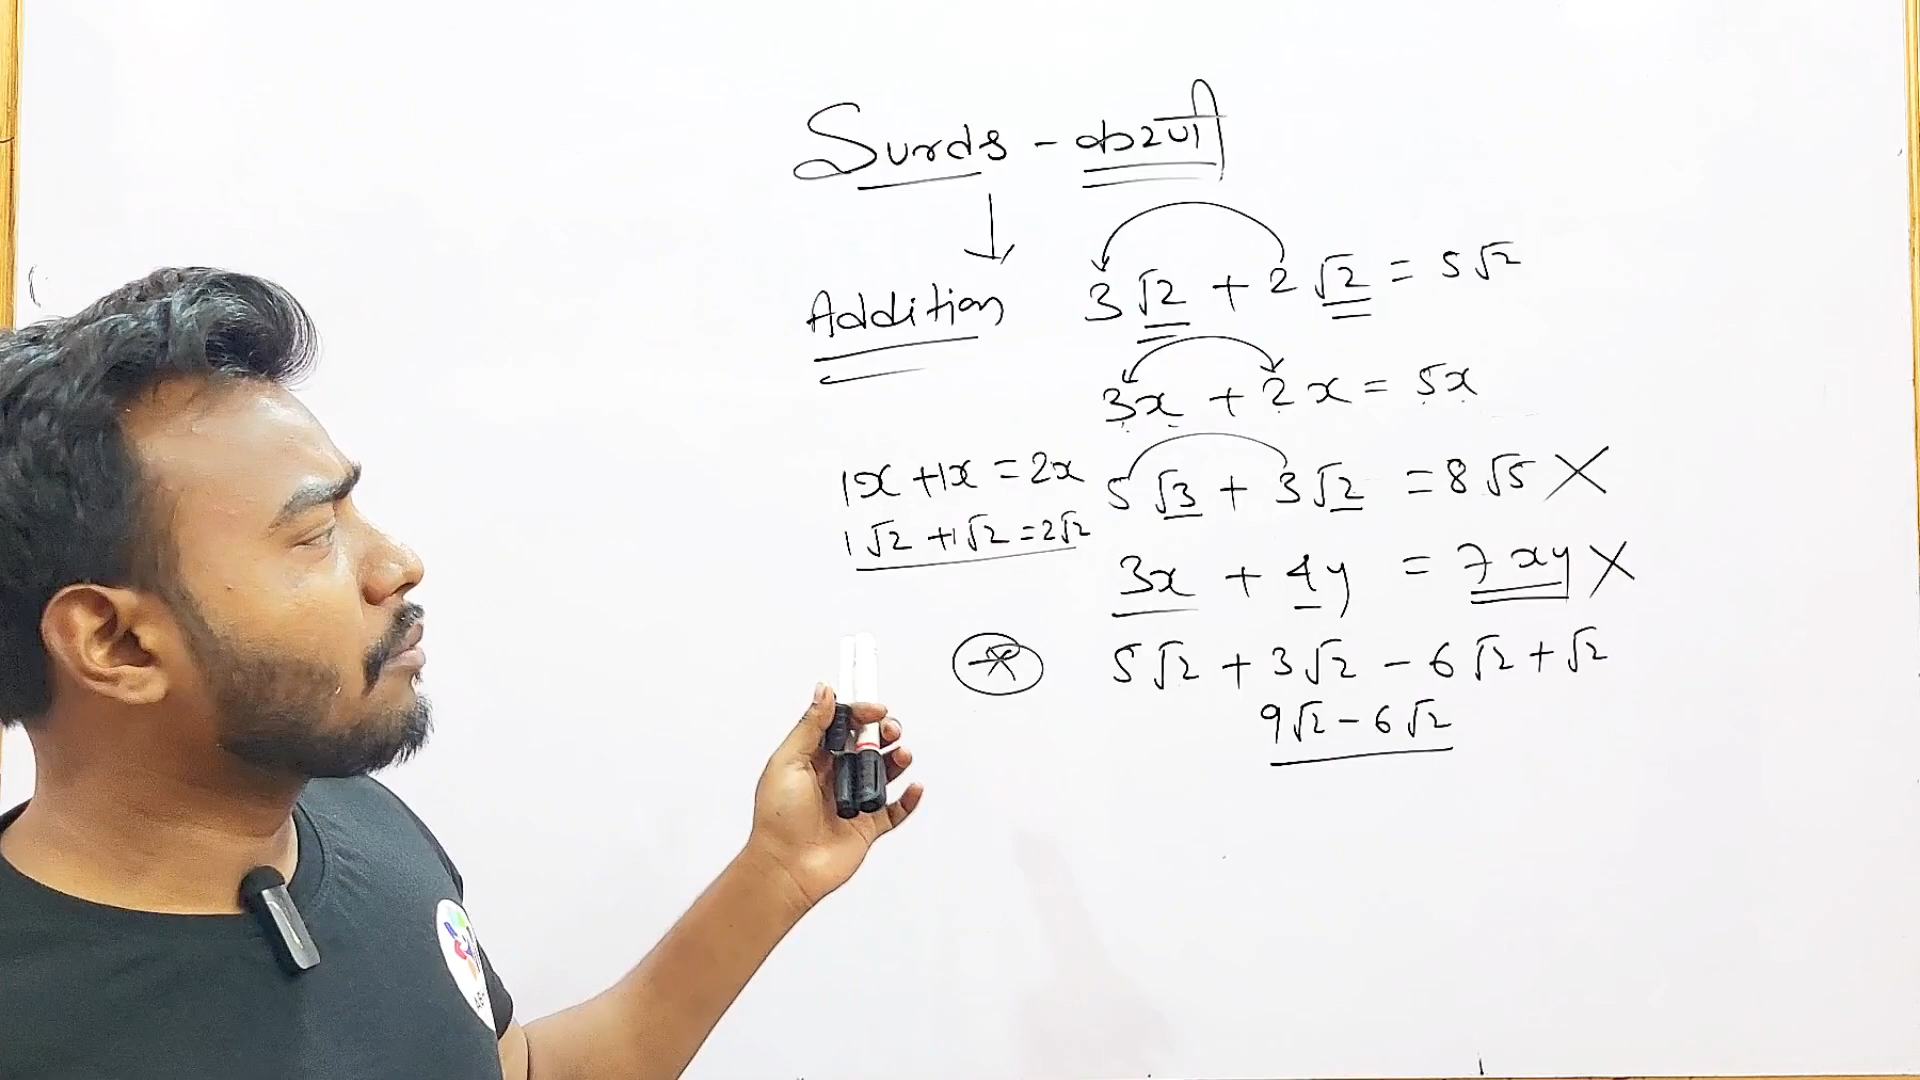 Surds - करणी
↓
Addition
3√2 + 2√2 = 5√2
3x + 2x = 5x
1x + 1x = 2x
5√3 + 3√2 = 8√5 X
1√2 + 1√2 = 2√2
3x + 4y = 7xy X
5√2 + 3√2 - 6√2 + √2
9√2 - 6√2